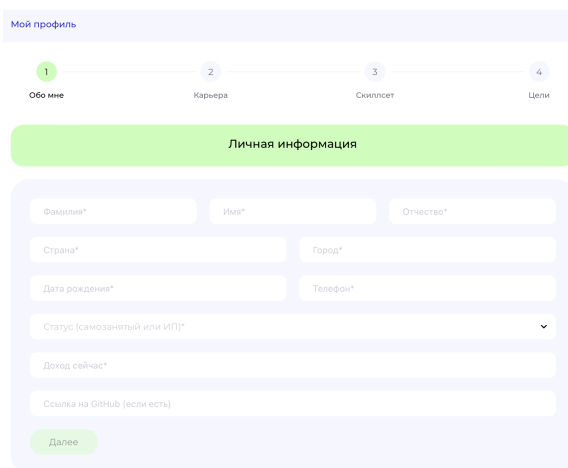 Мой профиль
1 2 3 4
Обо мне Карьера Скиллсет Цели
Личная информация
Фамилия* Имя* Отчество*
Страна* Город*
Дата рождения* Телефон*
Статус (самозанятый или ИП)*
Доход сейчас*
Ссылка на GitHub (если есть)
Далее